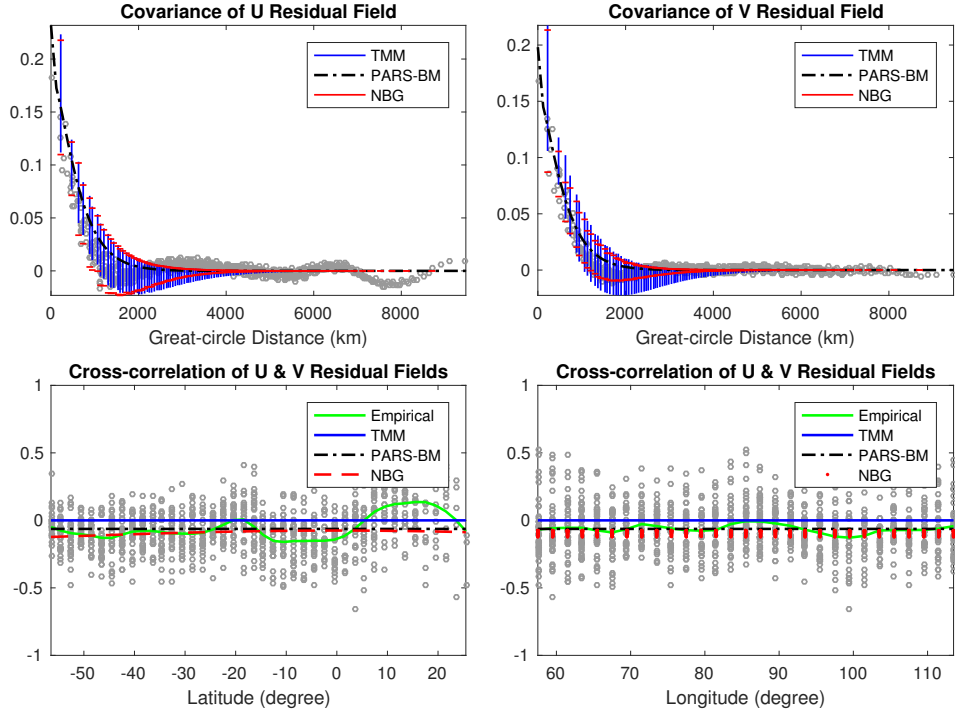 Covariance of U Residual Field
0.2
0.15
0.1
0.05
0
TMM
PARS-BM
NBG
0 2000 4000 6000 8000
Great-circle Distance (km)
Covariance of V Residual Field
0.2
0.15
0.1
0.05
0
TMM
PARS-BM
NBG
0 2000 4000 6000 8000
Great-circle Distance (km)
Cross-correlation of U & V Residual Fields
1
0.5
0
-0.5
-1
Empirical
TMM
PARS-BM
NBG
-50 -40 -30 -20 -10 0 10 20
Latitude (degree)
Cross-correlation of U & V Residual Fields
1
0.5
0
-0.5
-1
Empirical
TMM
PARS-BM
NBG
60 70 80 90 100 110
Longitude (degree)